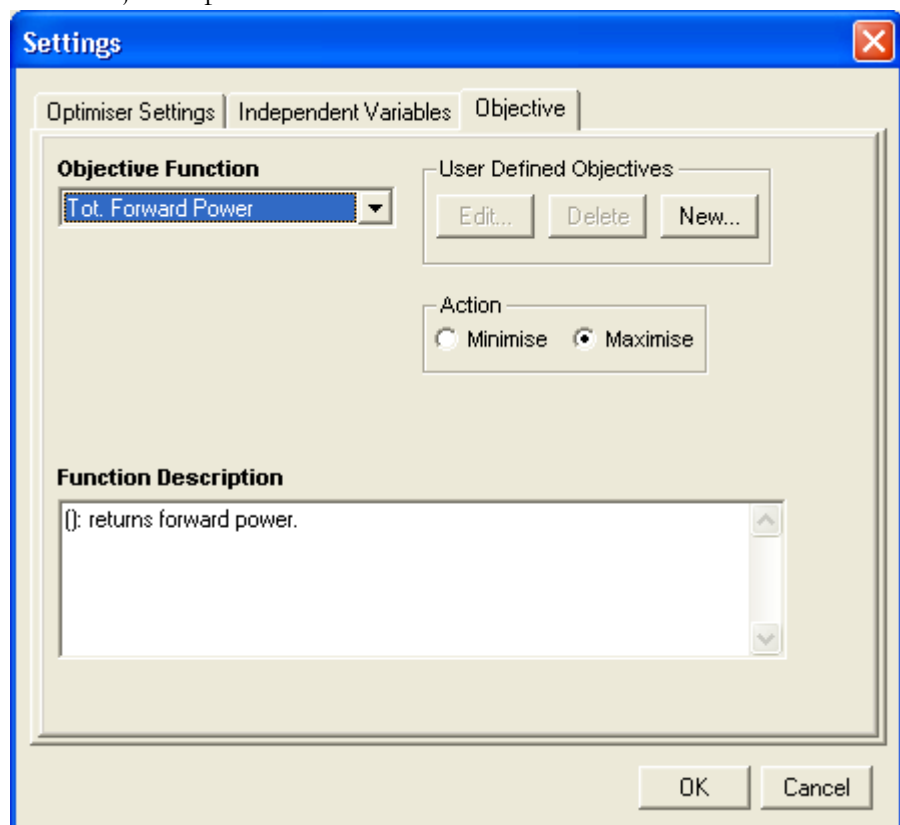 Settings
Optimiser Settings Independent Variables Objective
Objective Function
Tot. Forward Power
User Defined Objectives
Edit... Delete New...
Action
Minimise Maximise
Function Description
(): returns forward power.
OK Cancel